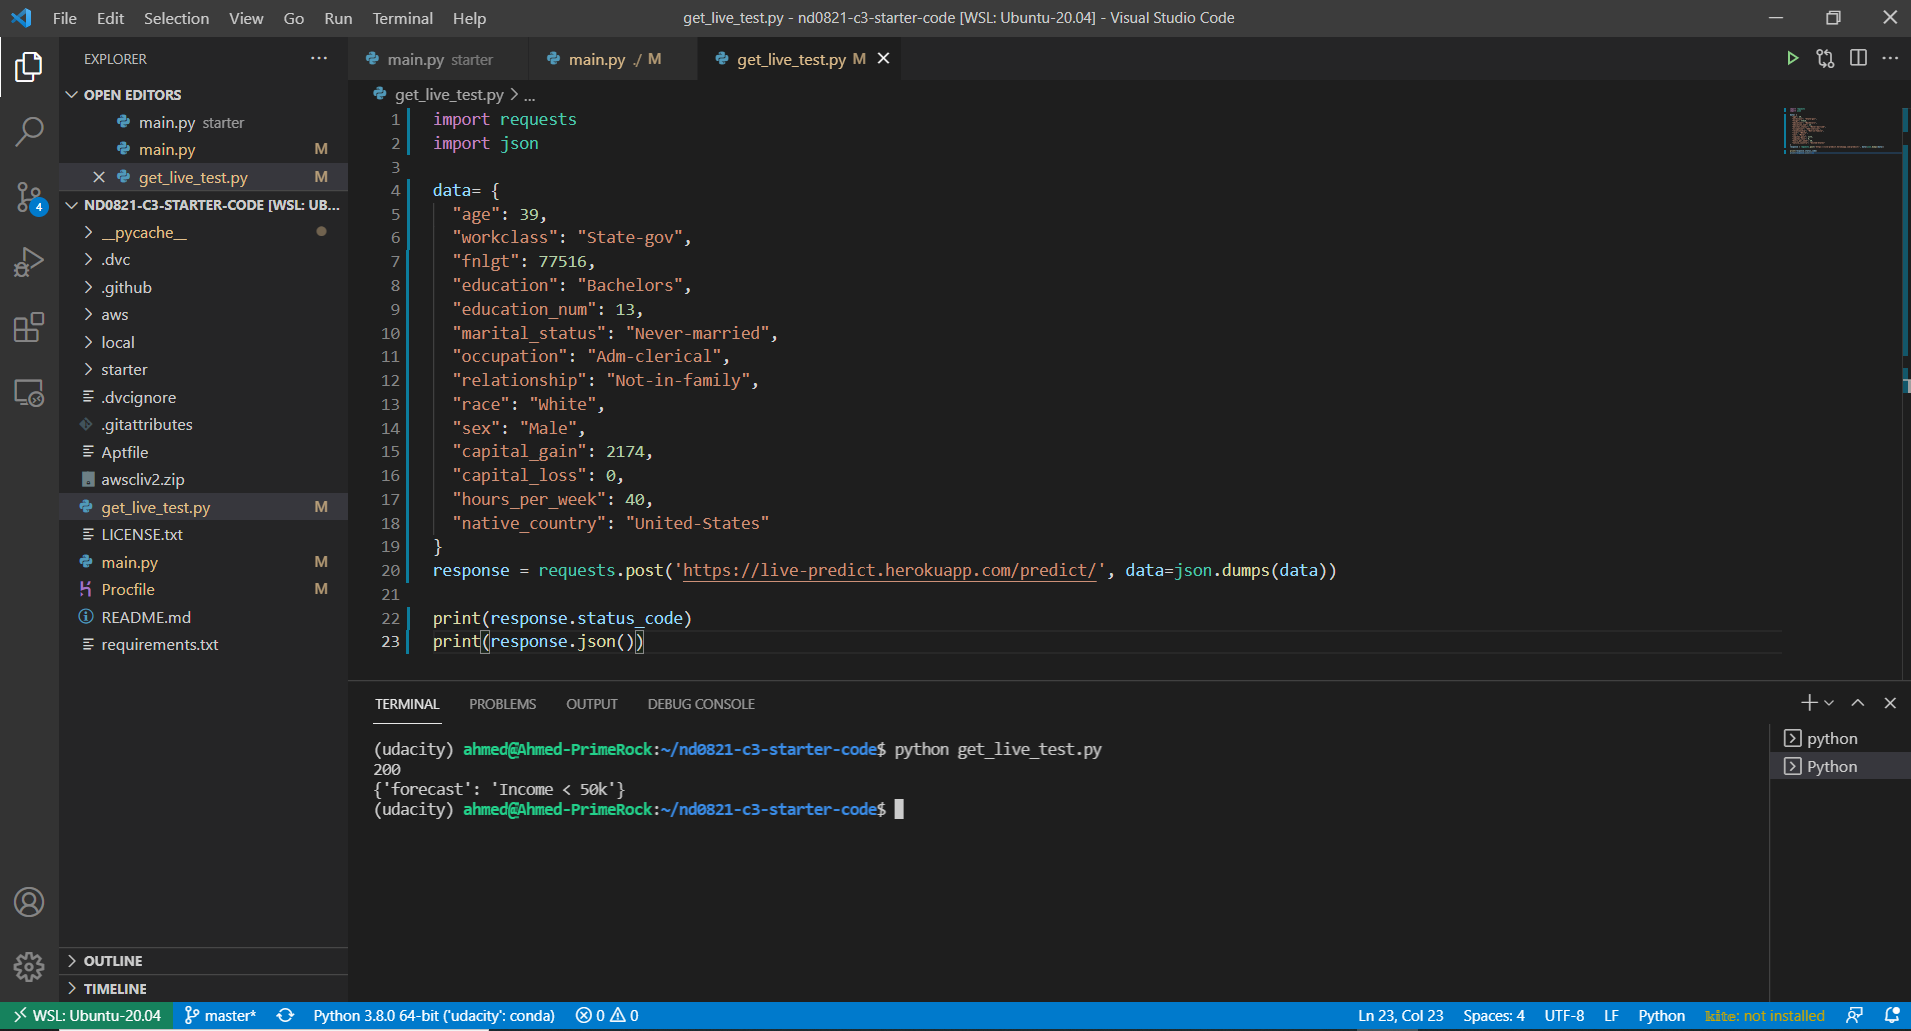 File Edit Selection View Go Run Terminal Help get_live_test.py - nd0821-c3-starter-code [WSL: Ubuntu-20.04] - Visual Studio Code
EXPLORER
OPEN EDITORS
main.py starter
main.py M
get_live_test.py M
ND0821-C3-STARTER-CODE [WSL: UB...
__pycache__
.dvc
.github
aws
local
starter
.dvcignore
.gitattributes
Aptfile
awscliv2.zip
get_live_test.py M
LICENSE.txt
main.py M
Procfile M
README.md
requirements.txt
OUTLINE
TIMELINE
4
main.py starter main.py ./ M get_live_test.py M
get_live_test.py > ...
1 import requests
2 import json
3
4 data= {
5 "age": 39,
6 "workclass": "State-gov",
7 "fnlgt": 77516,
8 "education": "Bachelors",
9 "education_num": 13,
10 "marital_status": "Never-married",
11 "occupation": "Adm-clerical",
12 "relationship": "Not-in-family",
13 "race": "White",
14 "sex": "Male",
15 "capital_gain": 2174,
16 "capital_loss": 0,
17 "hours_per_week": 40,
18 "native_country": "United-States"
19 }
20 response = requests.post('https://live-predict.herokuapp.com/predict/', data=json.dumps(data))
21
22 print(response.status_code)
23 print(response.json())
TERMINAL PROBLEMS OUTPUT DEBUG CONSOLE
(udacity) ahmed@Ahmed-PrimeRock:~/nd0821-c3-starter-code$ python get_live_test.py
200
{'forecast': 'Income < 50k'}
(udacity) ahmed@Ahmed-PrimeRock:~/nd0821-c3-starter-code$
python
Python
WSL: Ubuntu-20.04 master* Python 3.8.0 64-bit ('udacity': conda) 0 0 Ln 23, Col 23 Spaces: 4 UTF-8 LF Python kite: not installed